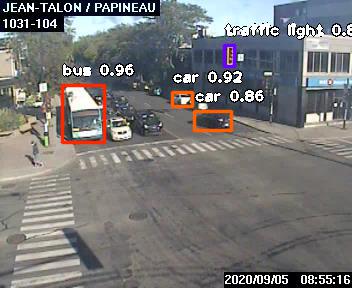 JEAN-TALON / PAPINEAU
1031-104
traffic light 0.8
bus 0.96
car 0.92
car 0.86
2020/09/05 08:55:16